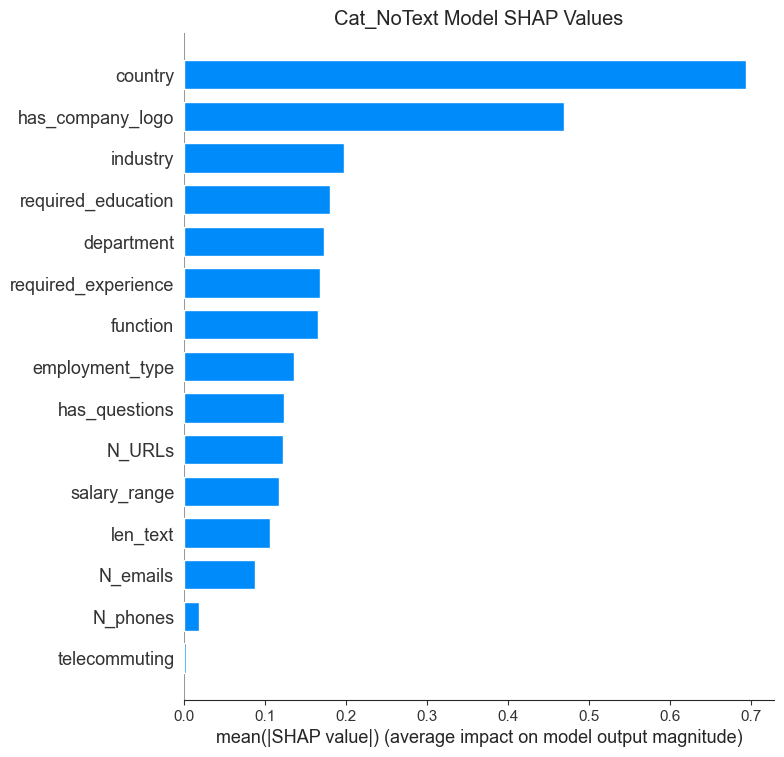 Cat_NoText Model SHAP Values
country
has_company_logo
industry
required_education
department
required_experience
function
employment_type
has_questions
N_URLs
salary_range
len_text
N_emails
N_phones
telecommuting
0.0 0.1 0.2 0.3 0.4 0.5 0.6 0.7
mean(|SHAP value|) (average impact on model output magnitude)